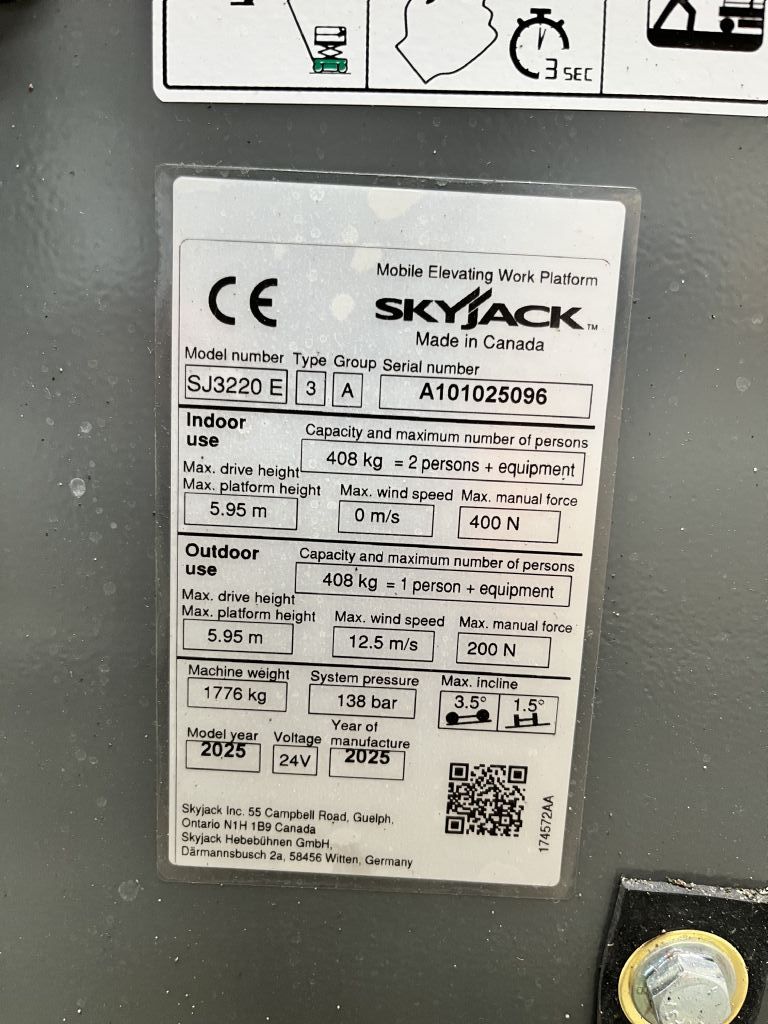 3 SEC
Mobile Elevating Work Platform
CE
SKYJACK™
Made in Canada
Model number Type Group Serial number
SJ3220 E 3 A A101025096
Indoor use
Capacity and maximum number of persons
408 kg = 2 persons + equipment
Max. drive height
Max. platform height Max. wind speed Max. manual force
5.95 m 0 m/s 400 N
Outdoor use
Capacity and maximum number of persons
408 kg = 1 person + equipment
Max. drive height
Max. platform height Max. wind speed Max. manual force
5.95 m 12.5 m/s 200 N
Machine weight System pressure Max. incline
1776 kg 138 bar 3.5° 1.5°
Model year Voltage Year of manufacture
2025 24V 2025
Skyjack Inc. 55 Campbell Road, Guelph,
Ontario N1H 1B9 Canada
Skyjack Hebebühnen GmbH,
Därmannsbusch 2a, 58456 Witten, Germany
174572AA